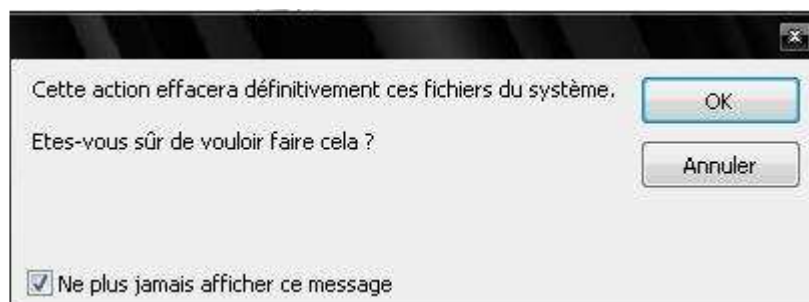 Cette action effacera définitivement ces fichiers du système.
Etes-vous sûr de vouloir faire cela ?
OK
Annuler
Ne plus jamais afficher ce message